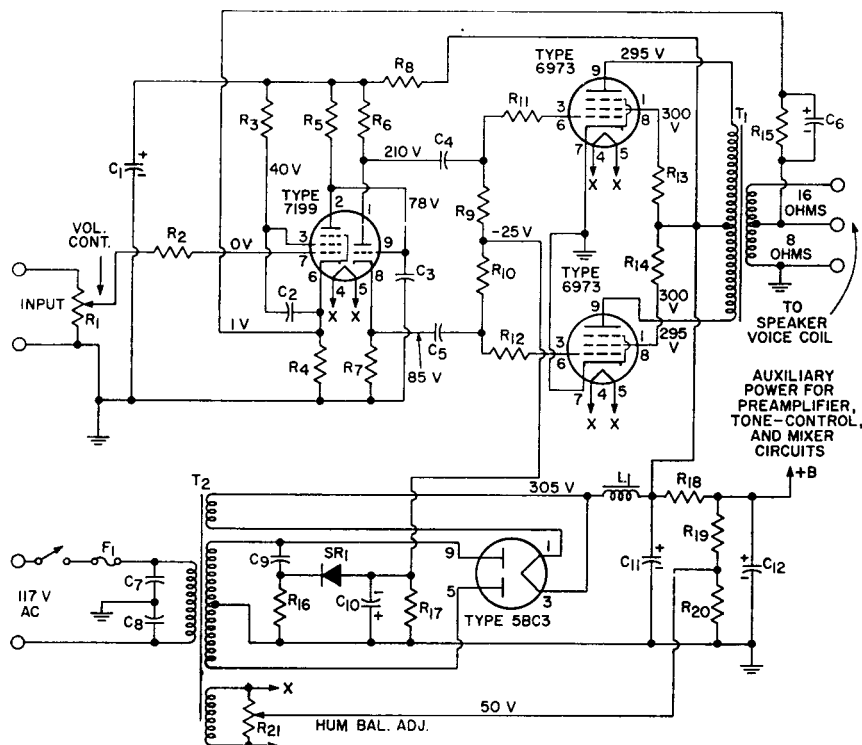 TYPE
6973
295 V
9
R8
R11
3
6
1
8
300
V
T1
R15
+
-
C6
R3
R5
R6
C4
7
4
5
X
X
R13
210 V
C1
+
-
40 V
TYPE
7199
2
1
78 V
R9
16
OHMS
VOL.
CONT.
R2
0V
3
7
9
-25 V
R14
8
OHMS
TYPE
6973
INPUT
R1
6
4
5
8
X
X
C3
R10
9
300
V
295
V
C2
1 V
C5
R12
3
6
1
8
TO
SPEAKER
VOICE COIL
R4
R7
85 V
7
4
5
X
X
AUXILIARY
POWER FOR
PREAMPLIFIER,
TONE-CONTROL,
AND MIXER
CIRCUITS
T2
305 V
L1
R18
+B
F1
C9
SR1
9
1
R19
117 V
AC
C7
C8
R16
C10
-
+
R17
5
3
TYPE 5BC3
C11
+
-
R20
C12
+
-
X
R21
HUM BAL. ADJ.
50 V